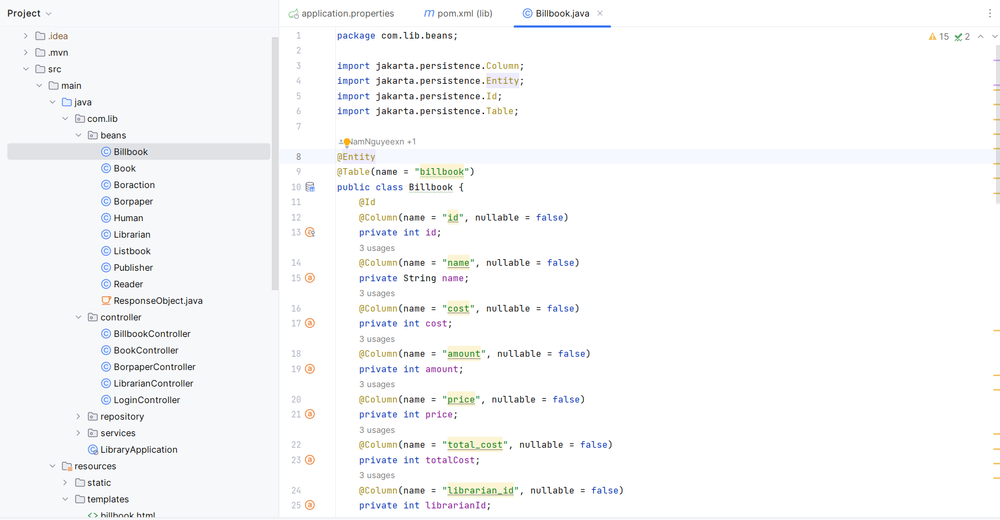 Project
.idea
.mvn
src
main
java
com.lib
beans
Billbook
Book
Boraction
Borpaper
Human
Librarian
Listbook
Publisher
Reader
ResponseObject.java
controller
BillbookController
BookController
BorpaperController
LibrarianController
LoginController
repository
services
LibraryApplication
resources
static
templates
billbook.html
application.properties
pom.xml (lib)
Billbook.java
15 2
1 package com.lib.beans;
2
3 import jakarta.persistence.Column;
4 import jakarta.persistence.Entity;
5 import jakarta.persistence.Id;
6 import jakarta.persistence.Table;
7
NamNguyeexn +1
8 @Entity
9 @Table(name = "billbook")
10 public class Billbook {
11 @Id
12 @Column(name = "id", nullable = false)
13 private int id;
3 usages
14 @Column(name = "name", nullable = false)
15 private String name;
3 usages
16 @Column(name = "cost", nullable = false)
17 private int cost;
3 usages
18 @Column(name = "amount", nullable = false)
19 private int amount;
3 usages
20 @Column(name = "price", nullable = false)
21 private int price;
3 usages
22 @Column(name = "total_cost", nullable = false)
23 private int totalCost;
3 usages
24 @Column(name = "librarian_id", nullable = false)
25 private int librarianId;